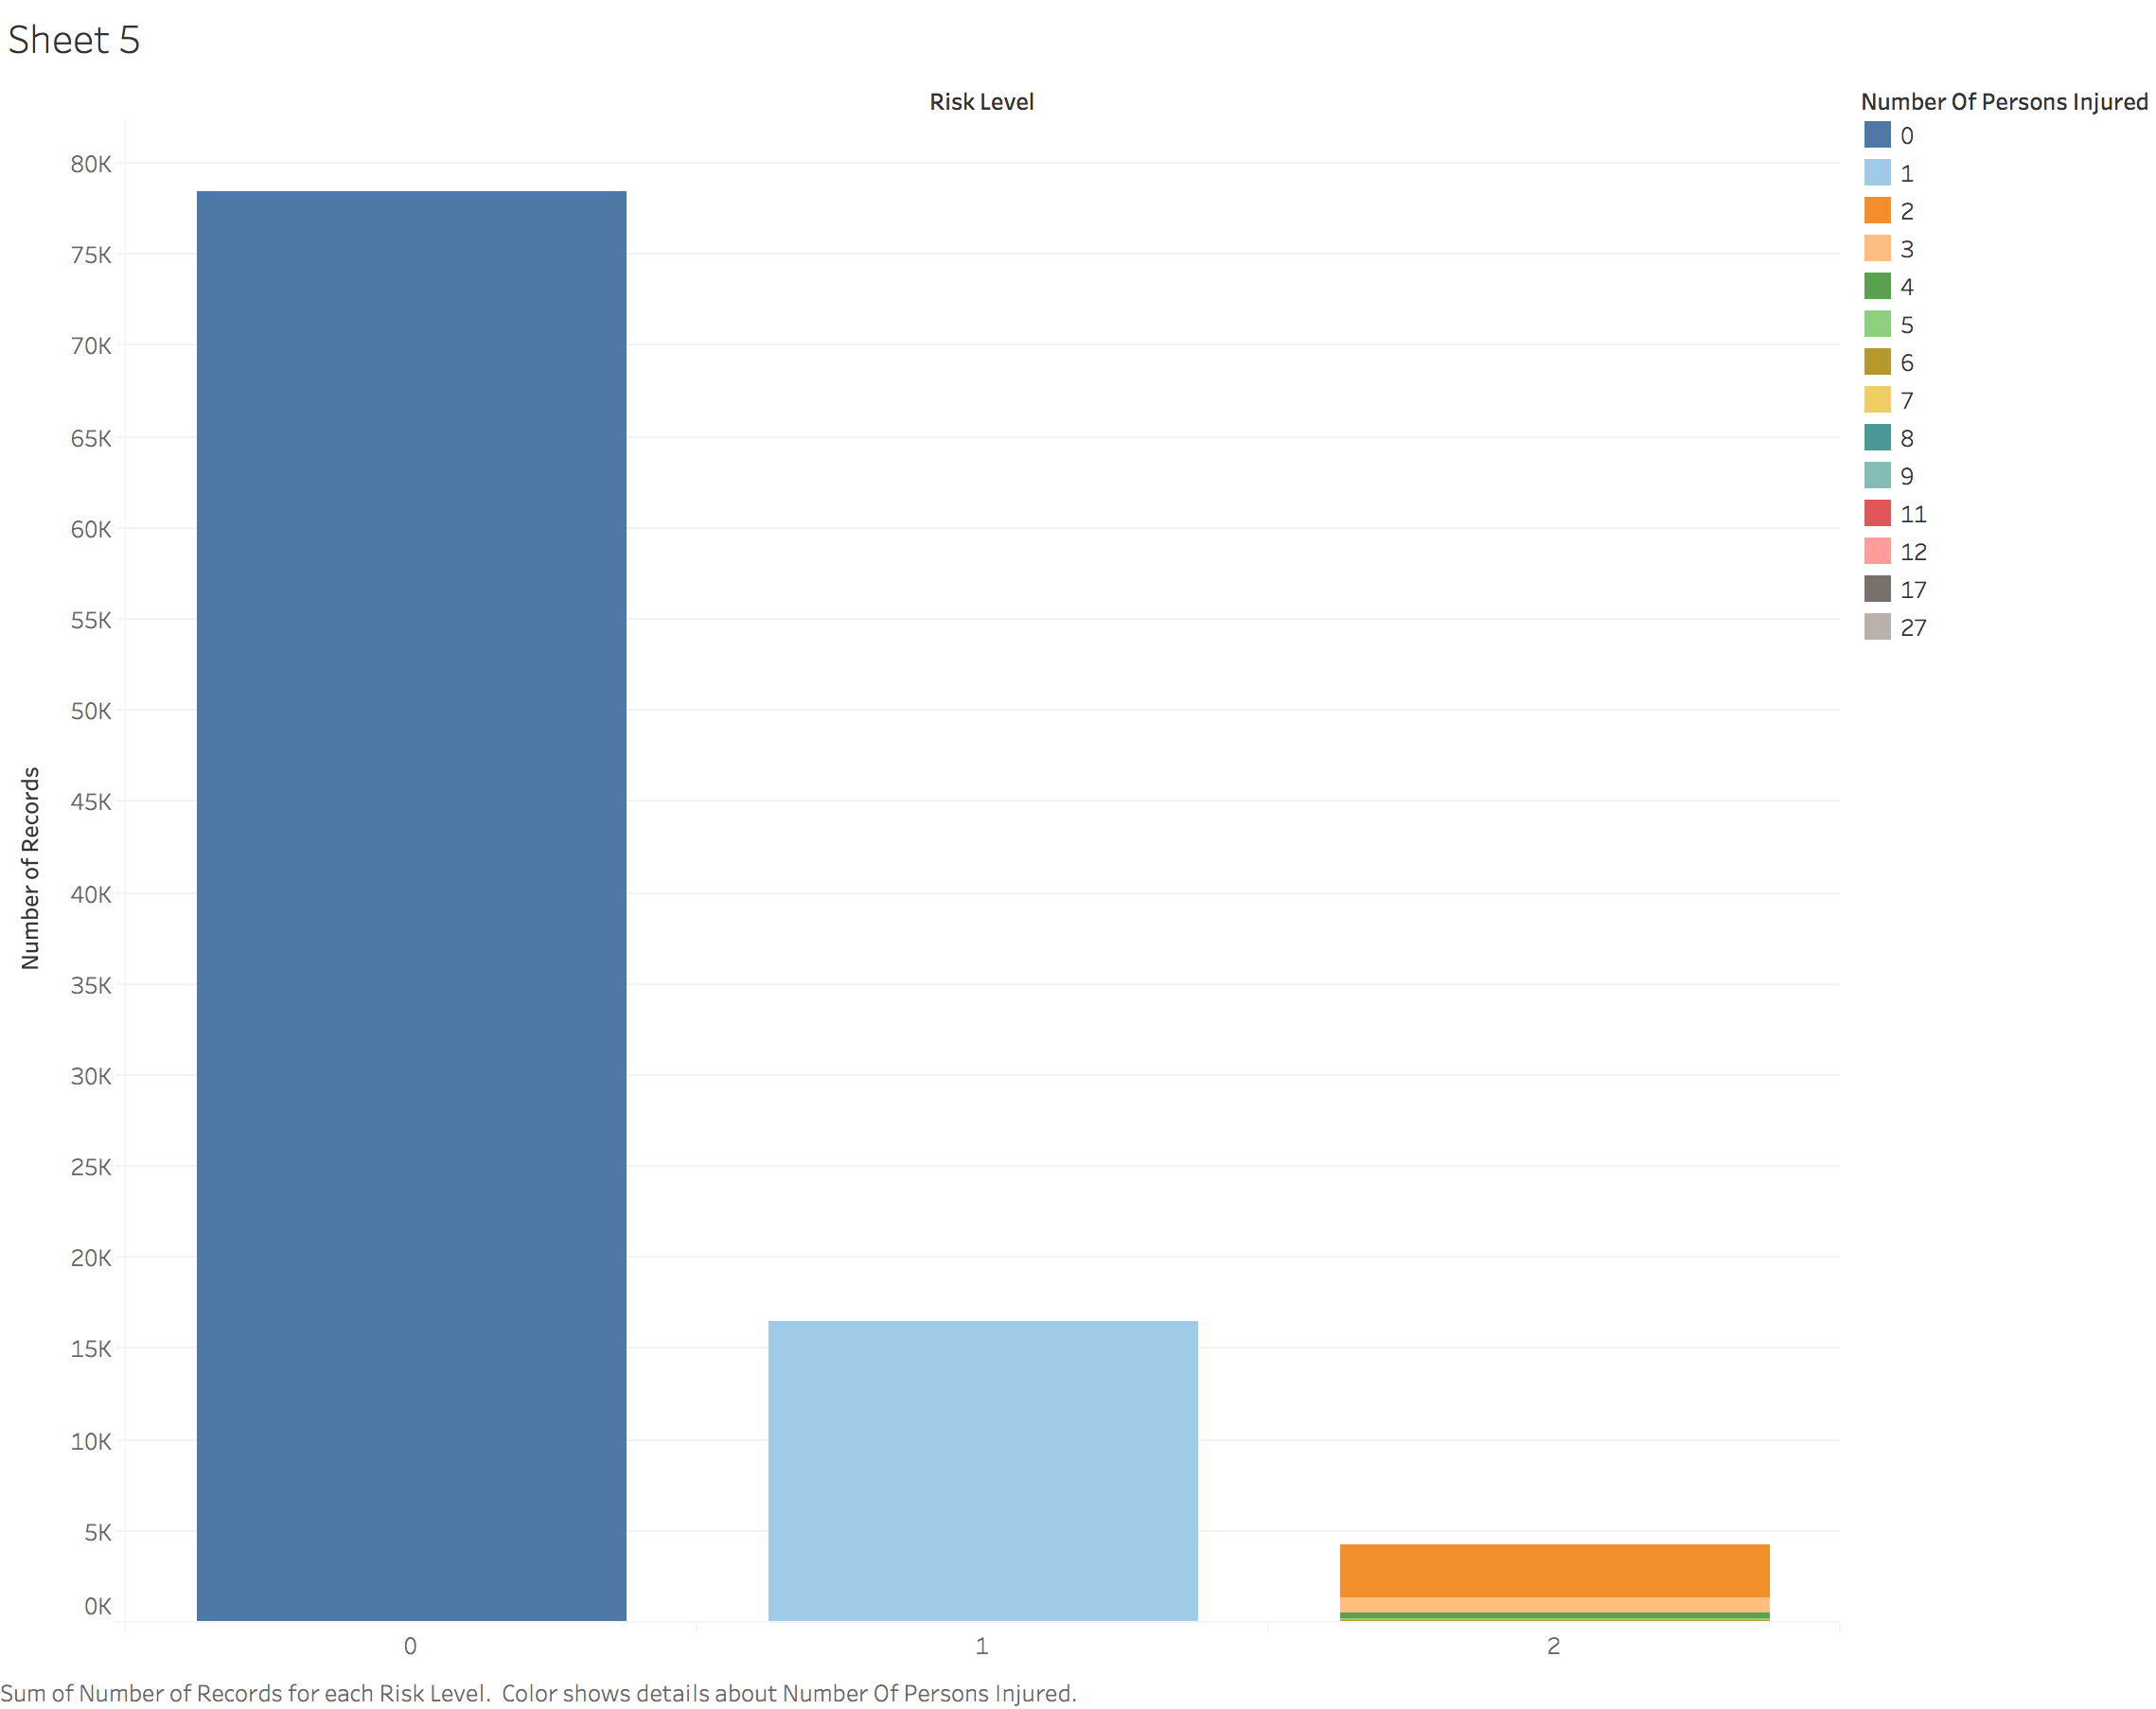 Sheet 5
Risk Level
Number Of Persons Injured
0
1
2
3
4
5
6
7
8
9
11
12
17
27
Number of Records
80K
75K
70K
65K
60K
55K
50K
45K
40K
35K
30K
25K
20K
15K
10K
5K
0K
0 1 2
Sum of Number of Records for each Risk Level. Color shows details about Number Of Persons Injured.